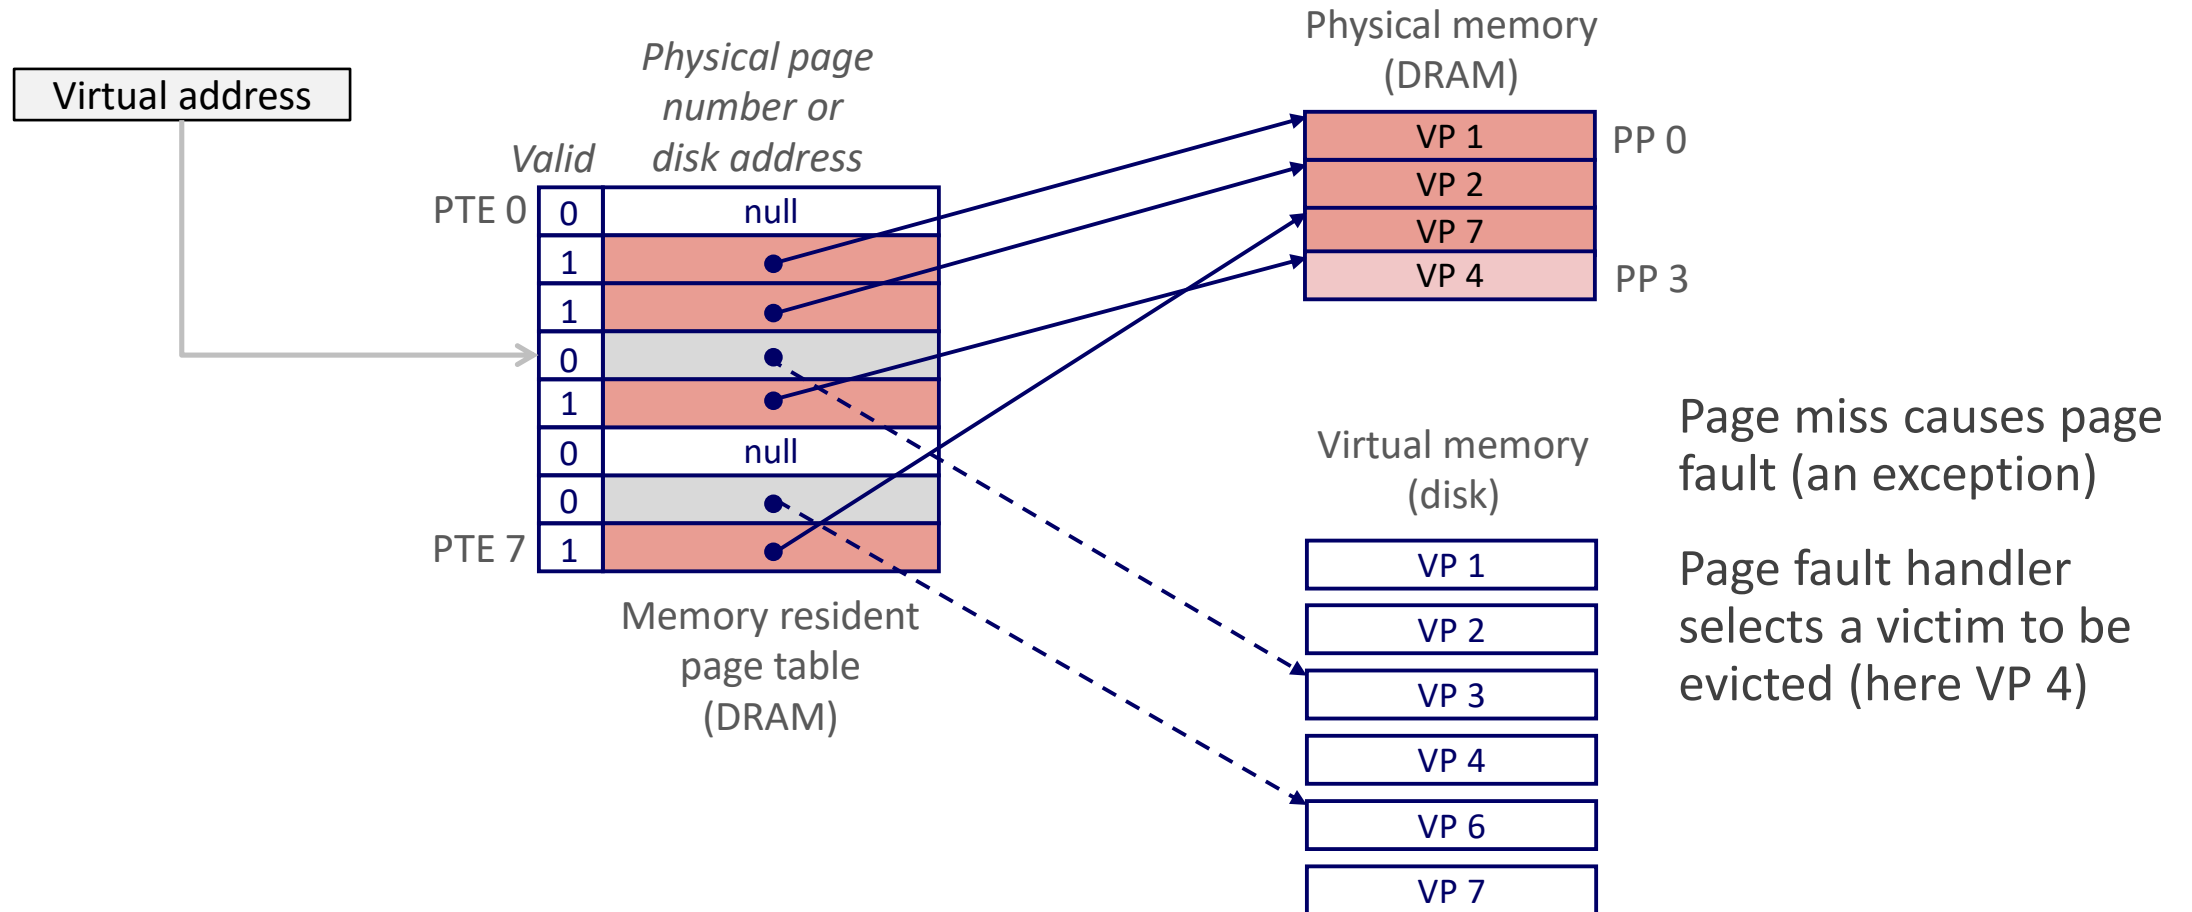 Virtual address
Physical page
number or
disk address
Valid
PTE 0
0
null
1
1
0
1
0
null
0
PTE 7
1
Memory resident
page table
(DRAM)
Physical memory
(DRAM)
VP 1
PP 0
VP 2
VP 7
VP 4
PP 3
Virtual memory
(disk)
VP 1
VP 2
VP 3
VP 4
VP 6
VP 7
Page miss causes page
fault (an exception)
Page fault handler
selects a victim to be
evicted (here VP 4)